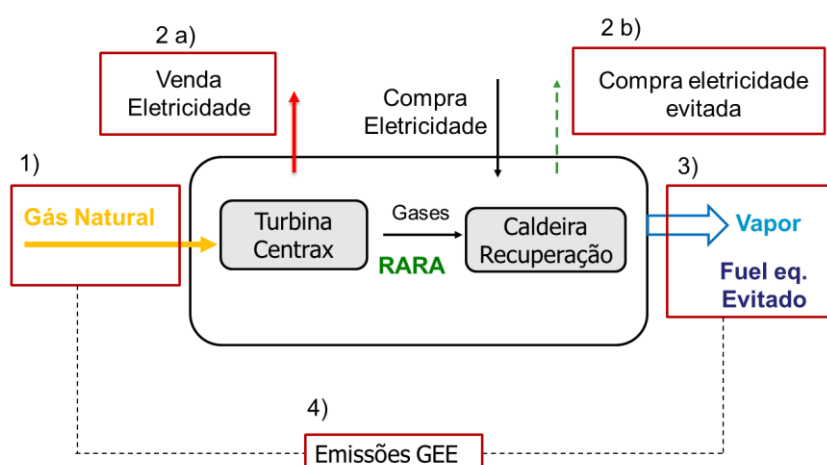 2 a)
Venda
Eletricidade
Compra
Eletricidade
2 b)
Compra eletricidade
evitada
1)
Gás Natural
Turbina
Centrax
Gases
RARA
Caldeira
Recuperação
3)
Vapor
Fuel eq.
Evitado
4)
Emissões GEE